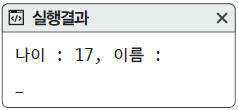 실행결과
나이 : 17, 이름 :
_